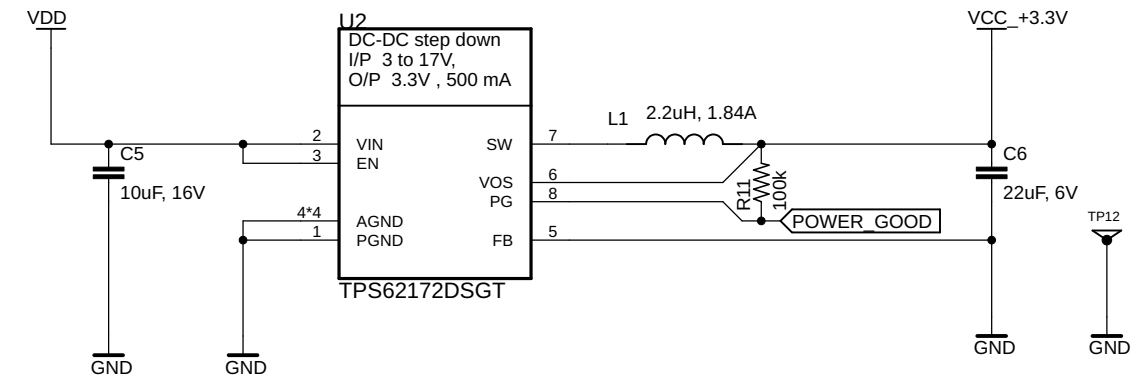 VDD
U2
VCC_+3.3V
DC-DC step down
I/P 3 to 17V,
O/P 3.3V , 500 mA
L1
2.2uH, 1.84A
2
VIN
SW
7
3
EN
C5
C6
10uF, 16V
VOS
6
PG
8
R11
100k
22uF, 6V
4*4
AGND
POWER_GOOD
TP12
1
PGND
FB
5
TPS62172DSGT
GND
GND
GND
GND